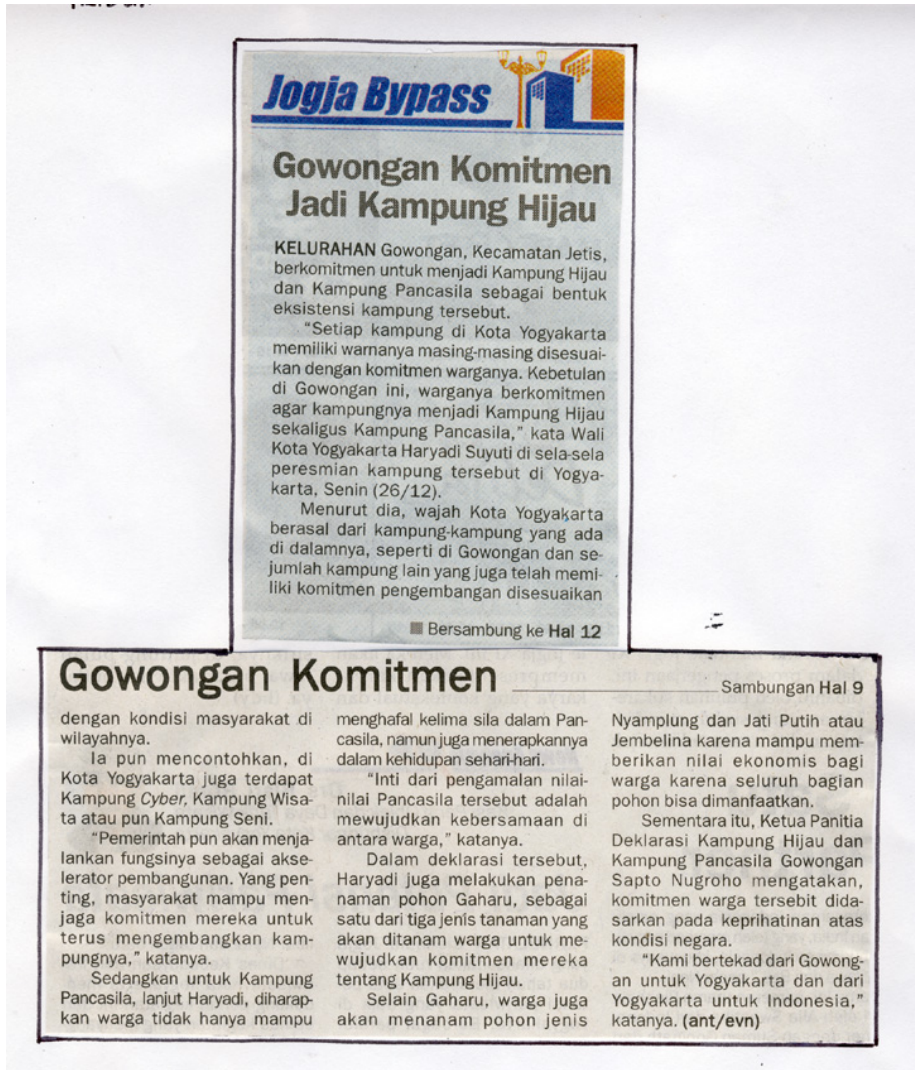 Jogja Bypass
Gowongan Komitmen
Jadi Kampung Hijau
KELURAHAN Gowongan, Kecamatan Jetis,
berkomitmen untuk menjadi Kampung Hijau
dan Kampung Pancasila sebagai bentuk
eksistensi kampung tersebut.
"Setiap kampung di Kota Yogyakarta
memiliki warnanya masing-masing disesuai-
kan dengan komitmen warganya. Kebetulan
di Gowongan ini, warganya berkomitmen
agar kampungnya menjadi Kampung Hijau
sekaligus Kampung Pancasila," kata Wali
Kota Yogyakarta Haryadi Suyuti di sela-sela
peresmian kampung tersebut di Yogya-
karta, Senin (26/12).
Menurut dia, wajah Kota Yogyakarta
berasal dari kampung-kampung yang ada
di dalamnya, seperti di Gowongan dan se-
jumlah kampung lain yang juga telah memi-
liki komitmen pengembangan disesuaikan
■ Bersambung ke Hal 12
Gowongan Komitmen
Sambungan Hal 9
dengan kondisi masyarakat di
wilayahnya.
Ia pun mencontohkan, di
Kota Yogyakarta juga terdapat
Kampung Cyber, Kampung Wisa-
ta atau pun Kampung Seni.
"Pemerintah pun akan menja-
lankan fungsinya sebagai akse-
lerator pembangunan. Yang pen-
ting, masyarakat mampu men-
jaga komitmen mereka untuk
terus mengembangkan kam-
pungnya," katanya.
Sedangkan untuk Kampung
Pancasila, lanjut Haryadi, diharap-
kan warga tidak hanya mampu
menghafal kelima sila dalam Pan-
casila, namun juga menerapkannya
dalam kehidupan sehari-hari.
"Inti dari pengamalan nilai-
nilai Pancasila tersebut adalah
mewujudkan kebersamaan di
antara warga," katanya.
Dalam deklarasi tersebut,
Haryadi juga melakukan pena-
naman pohon Gaharu, sebagai
satu dari tiga jenis tanaman yang
akan ditanam warga untuk me-
wujudkan komitmen mereka
tentang Kampung Hijau.
Selain Gaharu, warga juga
akan menanam pohon jenis
Nyamplung dan Jati Putih atau
Jembelina karena mampu mem-
berikan nilai ekonomis bagi
warga karena seluruh bagian
pohon bisa dimanfaatkan.
Sementara itu, Ketua Panitia
Deklarasi Kampung Hijau dan
Kampung Pancasila Gowongan
Sapto Nugroho mengatakan,
komitmen warga tersebit dida-
sarkan pada keprihatinan atas
kondisi negara.
"Kami bertekad dari Gowong-
an untuk Yogyakarta dan dari
Yogyakarta untuk Indonesia,"
katanya. (ant/evn)